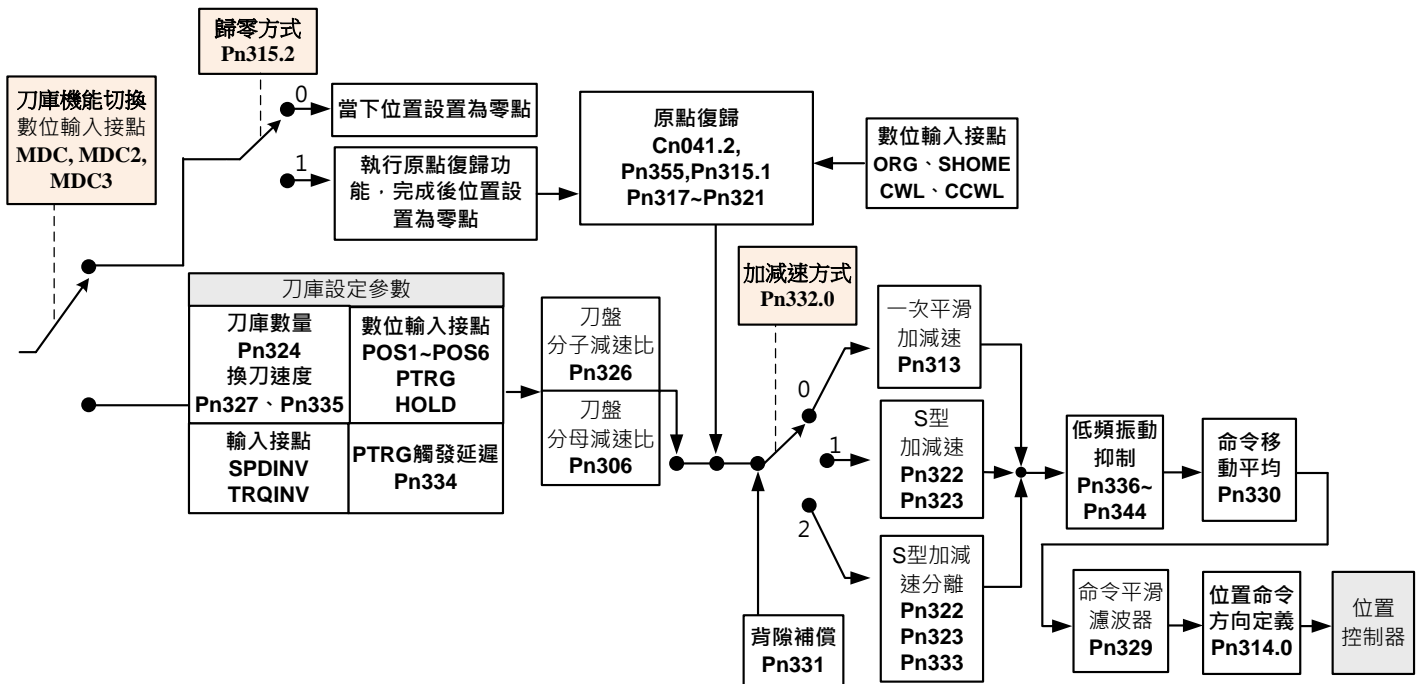 歸零方式
Pn315.2
刀庫機能切換
數位輸入接點
MDC, MDC2,
MDC3
0
當下位置設置為零點
1
執行原點復歸功
能，完成後位置設
置為零點
原點復歸
Cn041.2,
Pn355,Pn315.1
Pn317~Pn321
數位輸入接點
ORG、SHOME
CWL、CCWL
刀庫設定參數
刀庫數量
Pn324
換刀速度
Pn327、Pn335
數位輸入接點
POS1~POS6
PTRG
HOLD
輸入接點
SPDINV
TRQINV
PTRG觸發延遲
Pn334
刀盤
分子減速比
Pn326
刀盤
分母減速比
Pn306
加減速方式
Pn332.0
0
1
2
一次平滑
加減速
Pn313
S型
加減速
Pn322
Pn323
S型加減
速分離
Pn322
Pn323
Pn333
背隙補償
Pn331
低頻振動
抑制
Pn336~
Pn344
命令移
動平均
Pn330
命令平滑
濾波器
Pn329
位置命令
方向定義
Pn314.0
位置
控制器